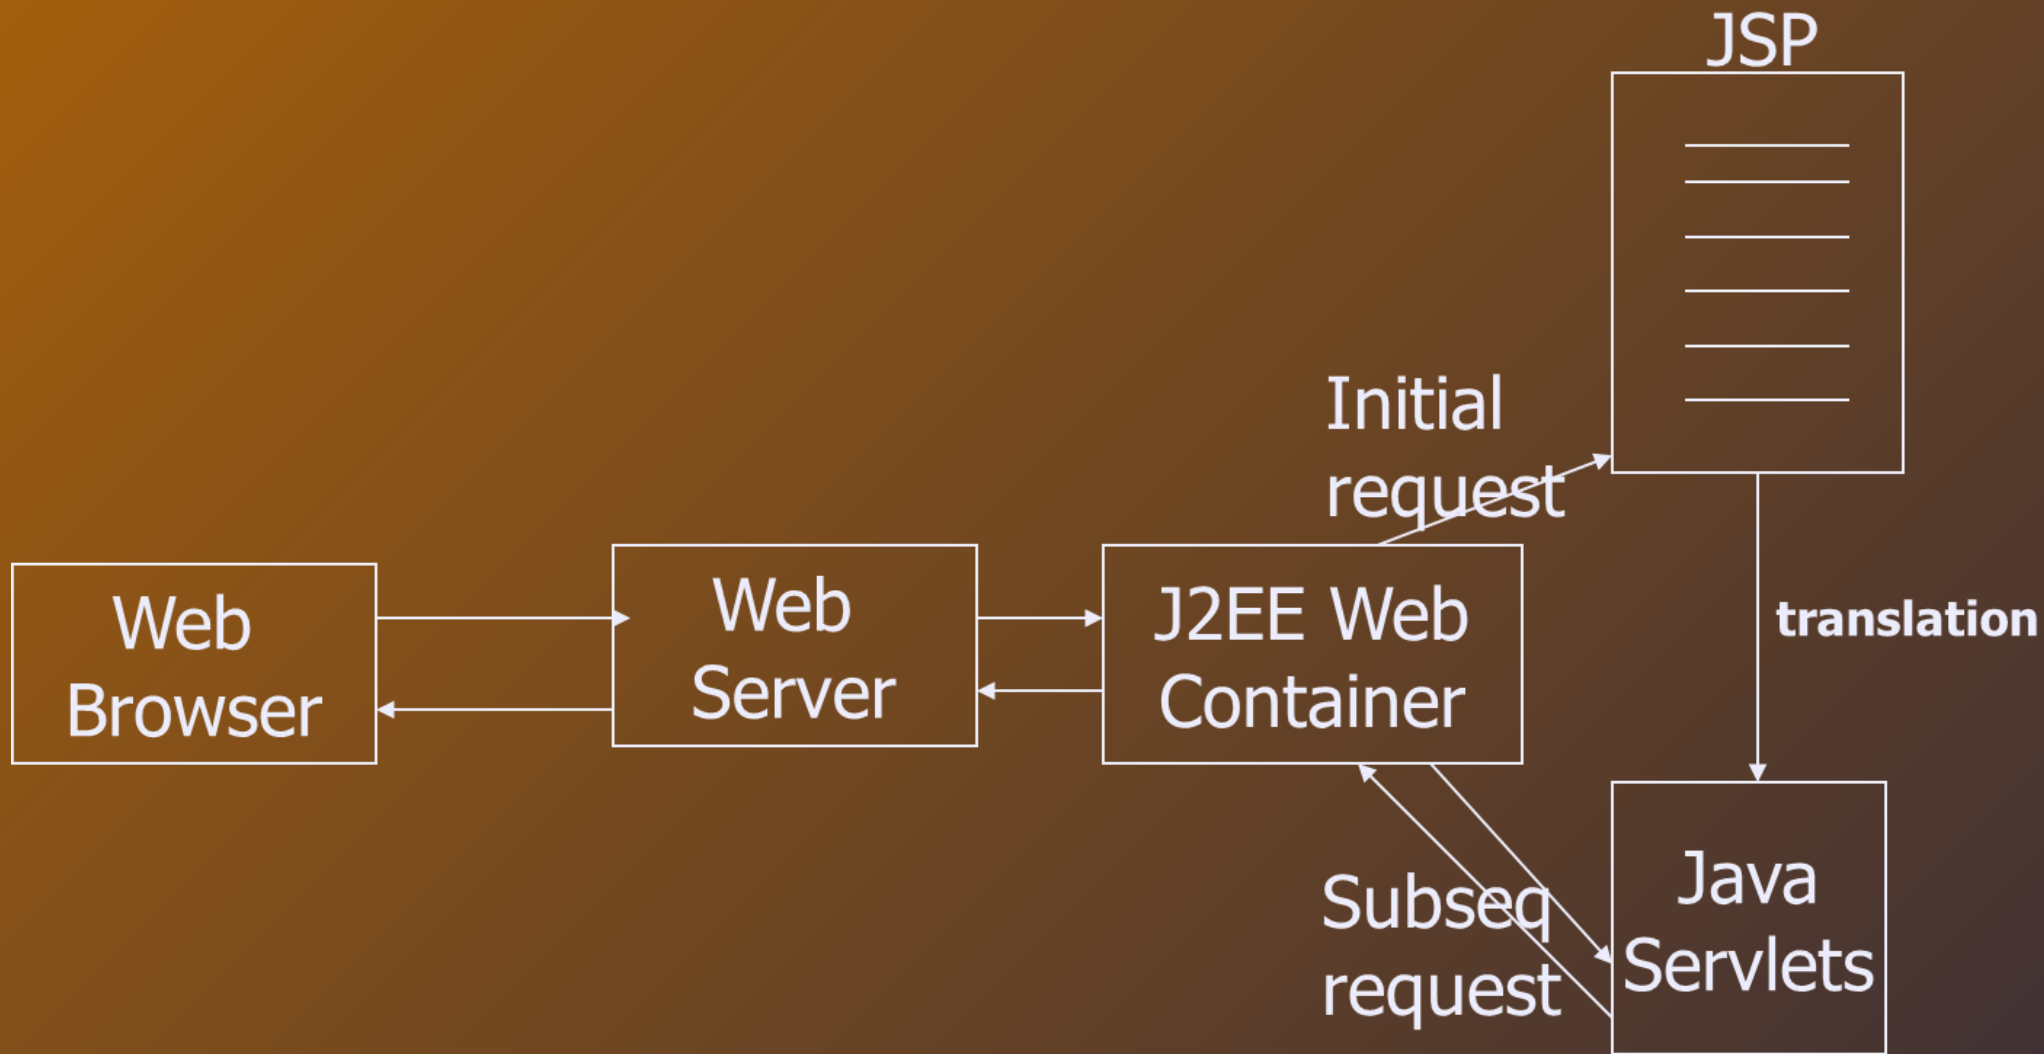 JSP
Initial
request
Web
Browser
Web
Server
J2EE Web
Container
translation
Subseq
request
Java
Servlets